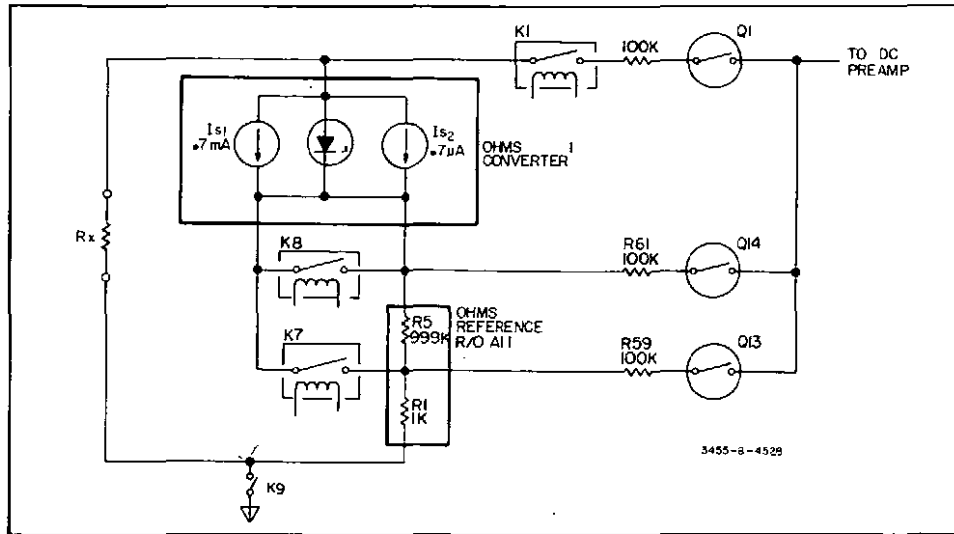 K1
100K
Q1
TO DC
PREAMP
Is1
.7mA
Is2
.7µA
OHMS
CONVERTER
Rx
K8
R61
100K
Q14
R5
999K
OHMS
REFERENCE
R/O A11
K7
R59
100K
Q13
R1
1K
3455-B-4528
K9